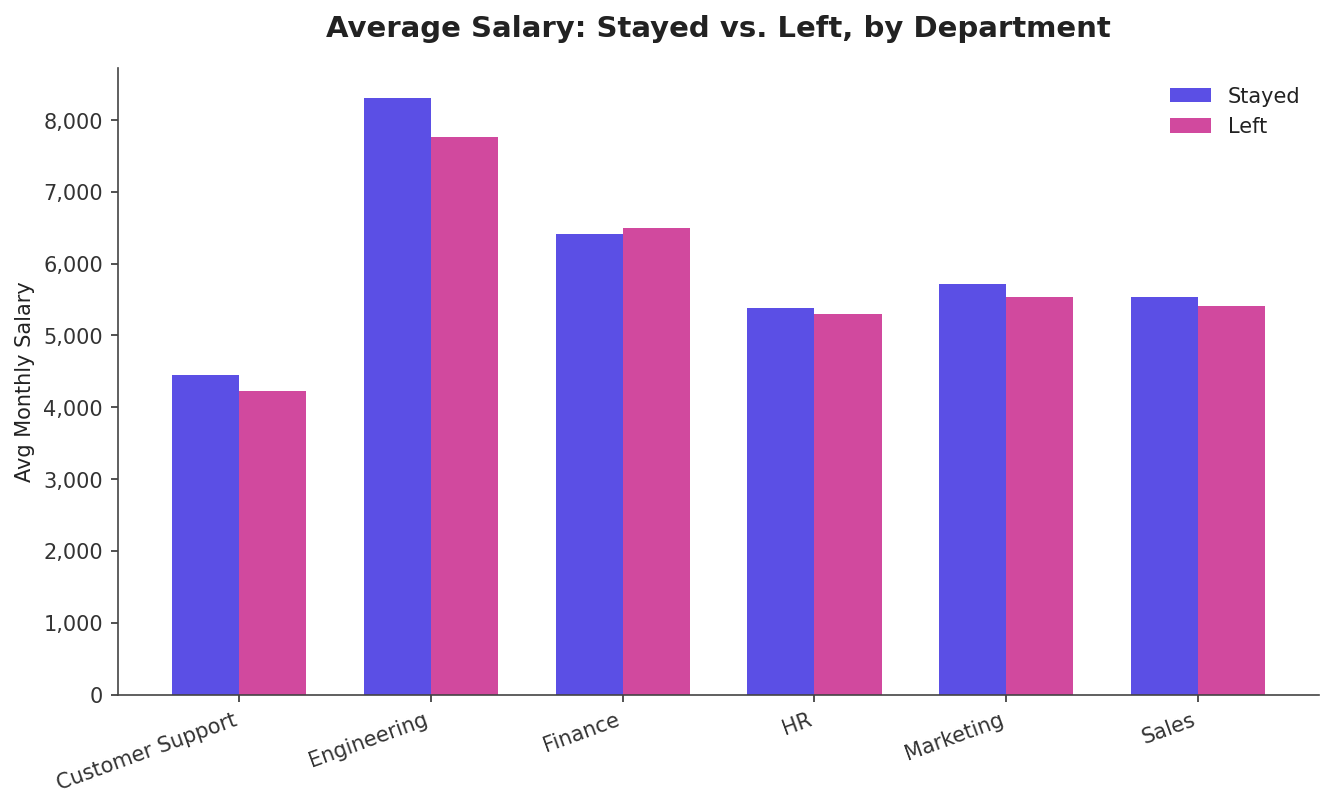 Average Salary: Stayed vs. Left, by Department
Stayed
Left
Avg Monthly Salary
8,000
7,000
6,000
5,000
4,000
3,000
2,000
1,000
0
Customer Support
Engineering
Finance
HR
Marketing
Sales